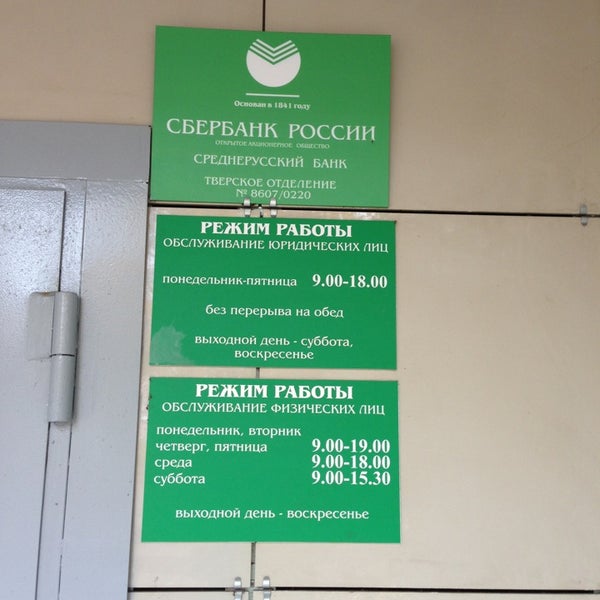 Основан в 1841 году
СБЕРБАНК РОССИИ
ОТКРЫТОЕ АКЦИОНЕРНОЕ ОБЩЕСТВО
СРЕДНЕРУССКИЙ БАНК
ТВЕРСКОЕ ОТДЕЛЕНИЕ
№ 8607/0220
РЕЖИМ РАБОТЫ
ОБСЛУЖИВАНИЕ ЮРИДИЧЕСКИХ ЛИЦ
понедельник-пятница 9.00-18.00
без перерыва на обед
выходной день - суббота,
воскресенье
РЕЖИМ РАБОТЫ
ОБСЛУЖИВАНИЕ ФИЗИЧЕСКИХ ЛИЦ
понедельник, вторник
четверг, пятница 9.00-19.00
среда 9.00-18.00
суббота 9.00-15.30
выходной день - воскресенье